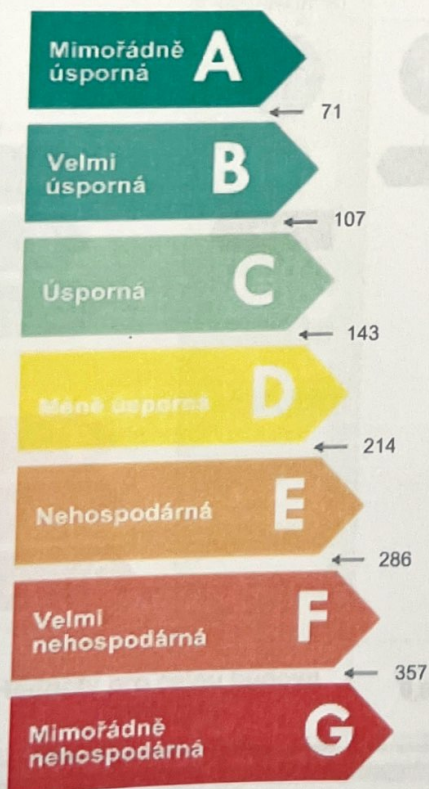 Mimořádně
úsporná
A
71
Velmi
úsporná
B
107
Úsporná
C
143
Méně úsporná
D
214
Nehospodárná
E
286
Velmi
nehospodárná
F
357
Mimořádně
nehospodárná
G